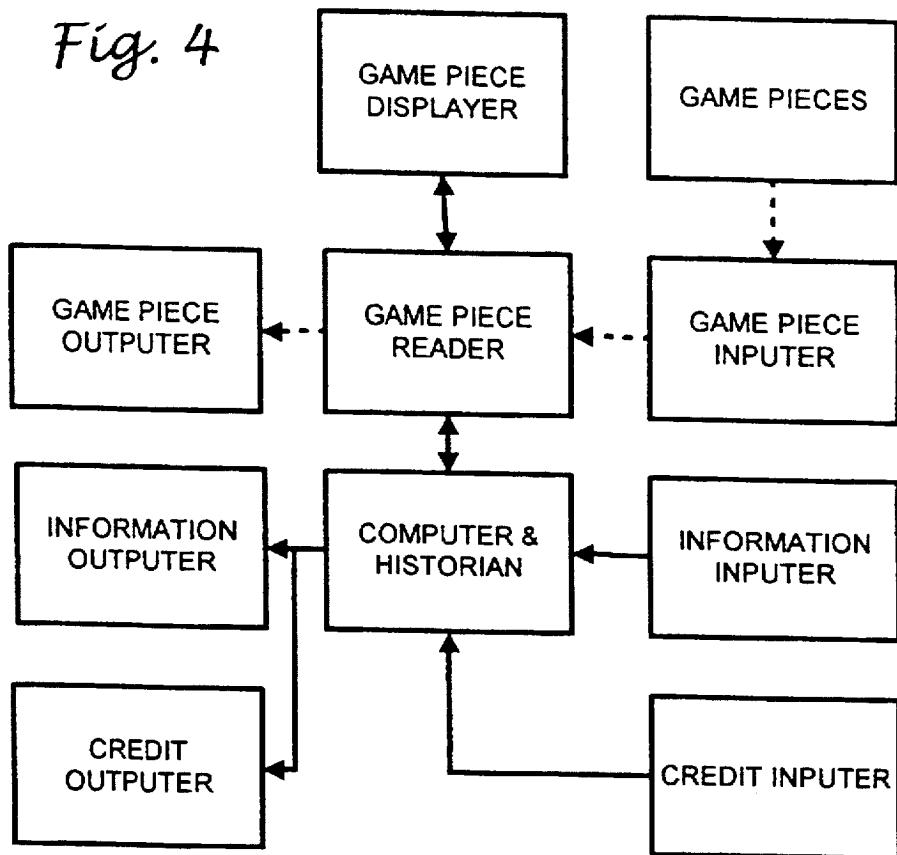 Fig. 4
GAME PIECE
DISPLAYER
GAME PIECES
GAME PIECE
OUTPUTER
GAME PIECE
READER
GAME PIECE
INPUTER
INFORMATION
OUTPUTER
COMPUTER &
HISTORIAN
INFORMATION
INPUTER
CREDIT
OUTPUTER
CREDIT INPUTER